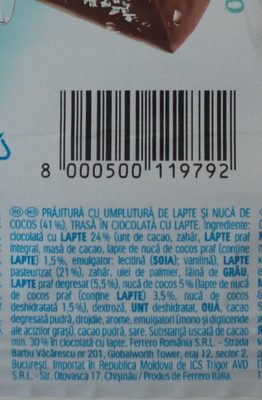 8 000500 119792
RO MD PRĂJITURĂ CU UMPLUTURĂ DE LAPTE ȘI NUCĂ DE
COCOS (41%), TRASĂ ÎN CIOCOLATĂ CU LAPTE. Ingrediente:
ciocolată cu LAPTE 24% (unt de cacao, zahăr, LAPTE praf
integral, masă de cacao, lapte de nucă de cocos praf (conține
LAPTE) 1,5%, emulgator: lecitină (SOIA); vanilină), LAPTE
pasteurizat (21%), zahăr, ulei de palmier, făină de GRÂU,
LAPTE praf degresat (5,5%), nucă de cocos 5% (lapte de nucă
de cocos praf (conține LAPTE) 3,5%, nucă de cocos
deshidratată 1,5%), dextroză, UNT deshidratat, OUĂ, cacao
degresată pudră, drojdie, arome, emulgatori (mono și digliceride
ale acizilor grași), cacao pudră, sare. Substanța uscată de cacao
min. 30% în ciocolata cu lapte. Ferrero România S.R.L. - Strada
Barbu Văcărescu nr 201, Globalworth Tower, etaj 12, sector 2,
București. Importat în Republica Moldova de ICS Trigor AVD
S.R.L - Str. Otovasca 17. Chișinău / Produs de Ferrero Italia.